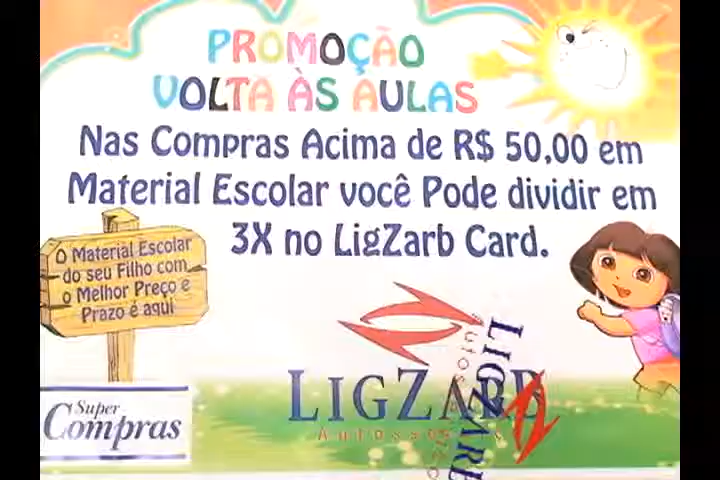 PROMOÇÃO
VOLTA ÀS AULAS
Nas Compras Acima de R$ 50,00 em
Material Escolar você Pode dividir em
3X no LigZarb Card.
O Material Escolar
do seu Filho com
o Melhor Preço e
Prazo é aqui
Super
Compras
LIGZARB
LIGZARB